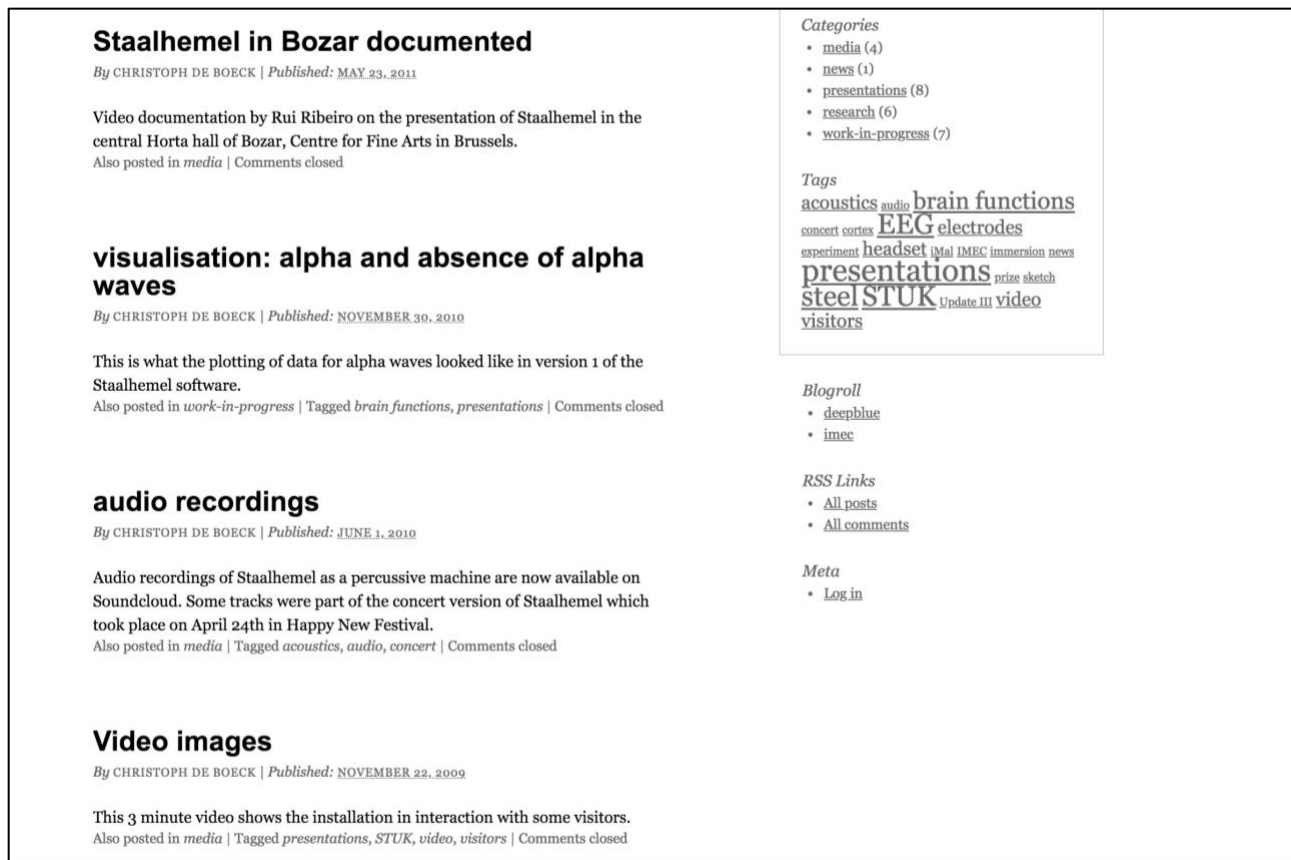 Staalhemel in Bozar documented
By CHRISTOPH DE BOECK | Published: MAY 23, 2011
Video documentation by Rui Ribeiro on the presentation of Staalhemel in the
central Horta hall of Bozar, Centre for Fine Arts in Brussels.
Also posted in media | Comments closed
visualisation: alpha and absence of alpha
waves
By CHRISTOPH DE BOECK | Published: NOVEMBER 30, 2010
This is what the plotting of data for alpha waves looked like in version 1 of the
Staalhemel software.
Also posted in work-in-progress | Tagged brain functions, presentations | Comments closed
audio recordings
By CHRISTOPH DE BOECK | Published: JUNE 1, 2010
Audio recordings of Staalhemel as a percussive machine are now available on
Soundcloud. Some tracks were part of the concert version of Staalhemel which
took place on April 24th in Happy New Festival.
Also posted in media | Tagged acoustics, audio, concert | Comments closed
Video images
By CHRISTOPH DE BOECK | Published: NOVEMBER 22, 2009
This 3 minute video shows the installation in interaction with some visitors.
Also posted in media | Tagged presentations, STUK, video, visitors | Comments closed
Categories
• media (4)
• news (1)
• presentations (8)
• research (6)
• work-in-progress (7)
Tags
acoustics audio brain functions
concert cortex EEG electrodes
experiment headset iMal IMEC immersion news
presentations prize sketch
steel STUK Update III video
visitors
Blogroll
• deepblue
• imec
RSS Links
• All posts
• All comments
Meta
• Log in